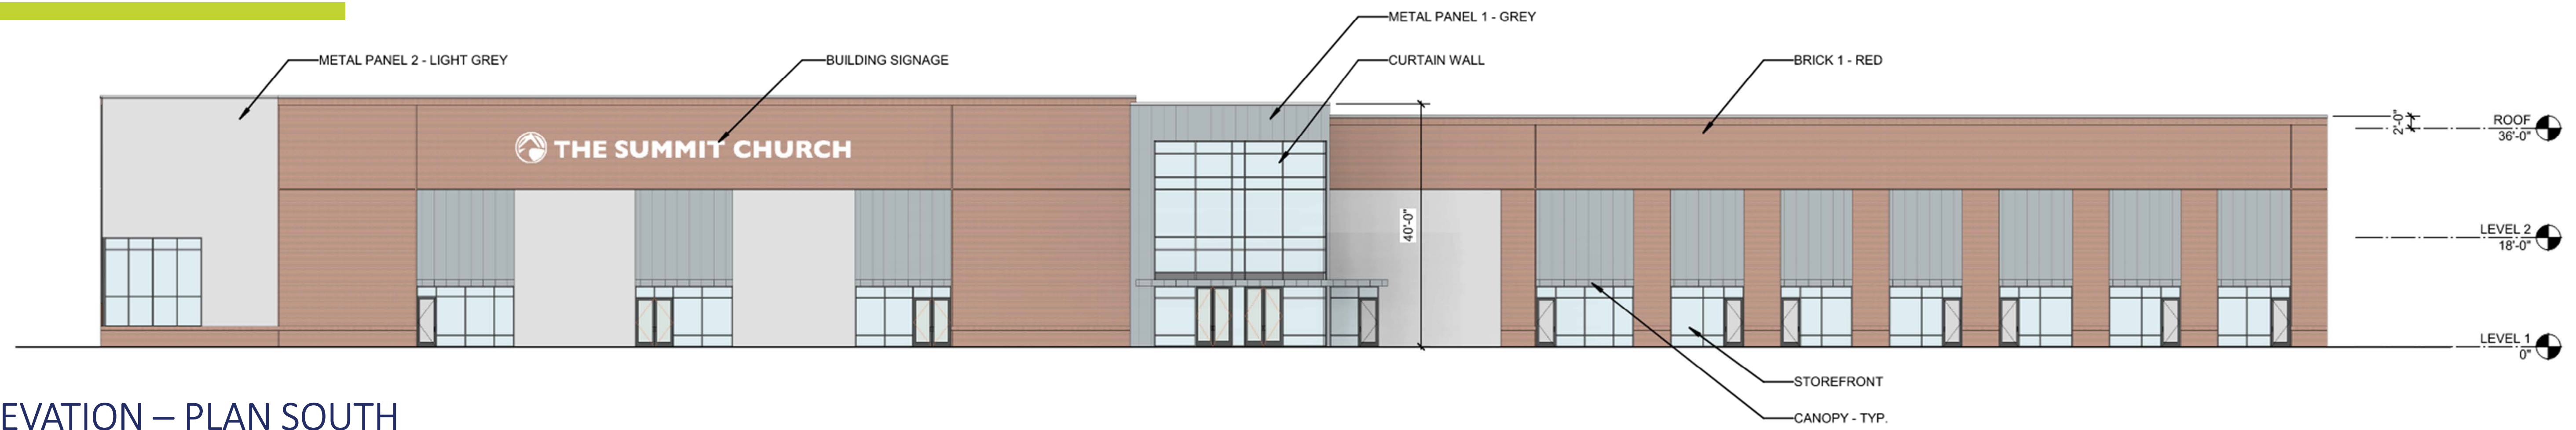 METAL PANEL 1 - GREY
METAL PANEL 2 - LIGHT GREY
BUILDING SIGNAGE
CURTAIN WALL
BRICK 1 - RED
THE SUMMIT CHURCH
2'-0"
ROOF
36'-0"
40'-0"
LEVEL 2
18'-0"
LEVEL 1
0"
STOREFRONT
CANOPY - TYP.
EVATION – PLAN SOUTH